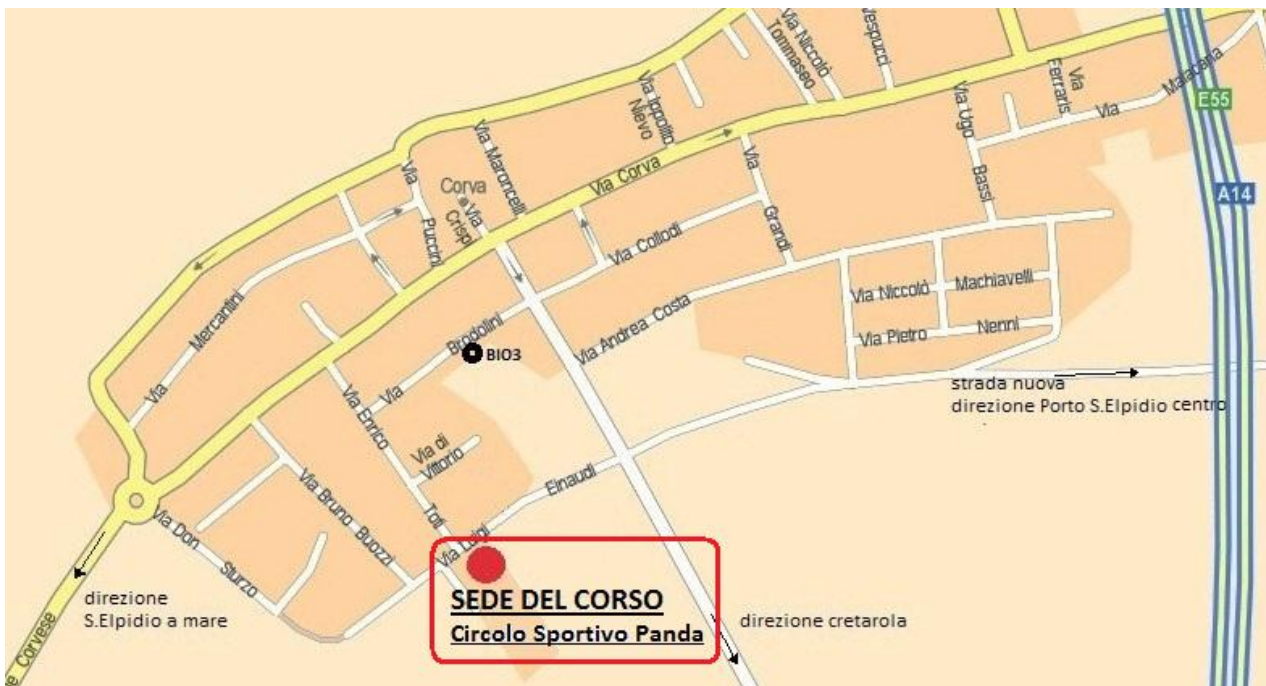 Via Niccolò
Tommaseo
Vespucci
Via Ippolito
Nievo
Via Ugo
Bassi
Via
Ferraris
Via Malacaria
E55
A14
Via Maroncelli
Via Corva
Corva
Via
Crispi
Via
Puccini
Via
Grandi
Via Collodi
Via Mercantini
Via Brodolini
BIO3
Via Andrea Costa
Via Niccolò Machiavelli
Via Pietro Nenni
strada nuova
direzione Porto S.Elpidio centro
Via Enrico Toti
Via di
Vittorio
Via Bruno Buozzi
Via Luigi Einaudi
Via Don Sturzo
direzione
S.Elpidio a mare
e Corvese
SEDE DEL CORSO
Circolo Sportivo Panda
direzione cretarola